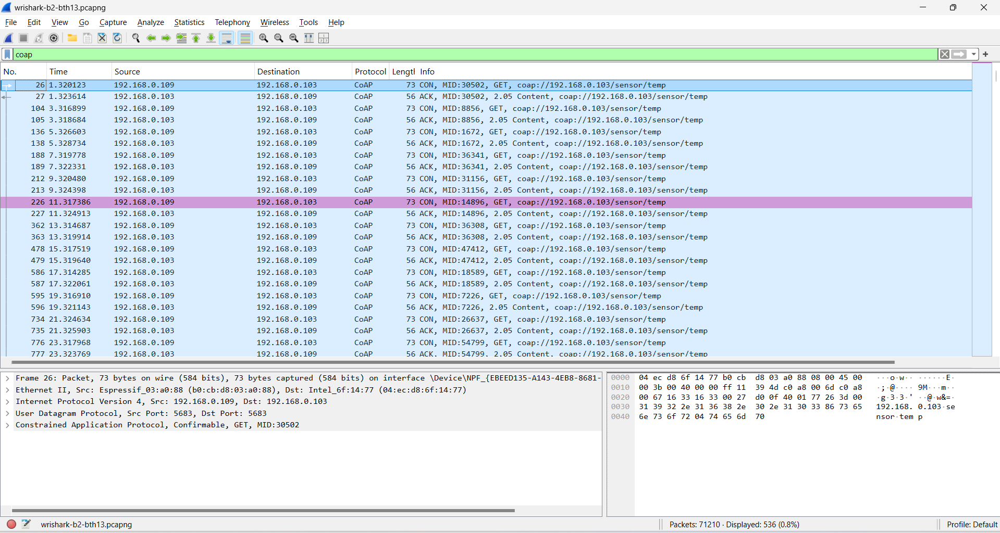 wrishark-b2-bth13.pcapng
File Edit View Go Capture Analyze Statistics Telephony Wireless Tools Help
coap
No. Time Source Destination Protocol Lengtl Info
26 1.320123 192.168.0.109 192.168.0.103 CoAP 73 CON, MID:30502, GET, coap://192.168.0.103/sensor/temp
27 1.323614 192.168.0.103 192.168.0.109 CoAP 56 ACK, MID:30502, 2.05 Content, coap://192.168.0.103/sensor/temp
104 3.316899 192.168.0.109 192.168.0.103 CoAP 73 CON, MID:8856, GET, coap://192.168.0.103/sensor/temp
105 3.318684 192.168.0.103 192.168.0.109 CoAP 56 ACK, MID:8856, 2.05 Content, coap://192.168.0.103/sensor/temp
136 5.326603 192.168.0.109 192.168.0.103 CoAP 73 CON, MID:1672, GET, coap://192.168.0.103/sensor/temp
138 5.328734 192.168.0.103 192.168.0.109 CoAP 56 ACK, MID:1672, 2.05 Content, coap://192.168.0.103/sensor/temp
188 7.319778 192.168.0.109 192.168.0.103 CoAP 73 CON, MID:36341, GET, coap://192.168.0.103/sensor/temp
189 7.322331 192.168.0.103 192.168.0.109 CoAP 56 ACK, MID:36341, 2.05 Content, coap://192.168.0.103/sensor/temp
212 9.320480 192.168.0.109 192.168.0.103 CoAP 73 CON, MID:31156, GET, coap://192.168.0.103/sensor/temp
213 9.324398 192.168.0.103 192.168.0.109 CoAP 56 ACK, MID:31156, 2.05 Content, coap://192.168.0.103/sensor/temp
226 11.317386 192.168.0.109 192.168.0.103 CoAP 73 CON, MID:14896, GET, coap://192.168.0.103/sensor/temp
227 11.324913 192.168.0.103 192.168.0.109 CoAP 56 ACK, MID:14896, 2.05 Content, coap://192.168.0.103/sensor/temp
362 13.314687 192.168.0.109 192.168.0.103 CoAP 73 CON, MID:36308, GET, coap://192.168.0.103/sensor/temp
363 13.319914 192.168.0.103 192.168.0.109 CoAP 56 ACK, MID:36308, 2.05 Content, coap://192.168.0.103/sensor/temp
478 15.317519 192.168.0.109 192.168.0.103 CoAP 73 CON, MID:47412, GET, coap://192.168.0.103/sensor/temp
479 15.319640 192.168.0.103 192.168.0.109 CoAP 56 ACK, MID:47412, 2.05 Content, coap://192.168.0.103/sensor/temp
586 17.314285 192.168.0.109 192.168.0.103 CoAP 73 CON, MID:18589, GET, coap://192.168.0.103/sensor/temp
587 17.322061 192.168.0.103 192.168.0.109 CoAP 56 ACK, MID:18589, 2.05 Content, coap://192.168.0.103/sensor/temp
595 19.316910 192.168.0.109 192.168.0.103 CoAP 73 CON, MID:7226, GET, coap://192.168.0.103/sensor/temp
596 19.321143 192.168.0.103 192.168.0.109 CoAP 56 ACK, MID:7226, 2.05 Content, coap://192.168.0.103/sensor/temp
734 21.324634 192.168.0.109 192.168.0.103 CoAP 73 CON, MID:26637, GET, coap://192.168.0.103/sensor/temp
735 21.325903 192.168.0.103 192.168.0.109 CoAP 56 ACK, MID:26637, 2.05 Content, coap://192.168.0.103/sensor/temp
776 23.317968 192.168.0.109 192.168.0.103 CoAP 73 CON, MID:54799, GET, coap://192.168.0.103/sensor/temp
777 23.323769 192.168.0.103 192.168.0.109 CoAP 56 ACK, MID:54799, 2.05 Content, coap://192.168.0.103/sensor/temp
Frame 26: Packet, 73 bytes on wire (584 bits), 73 bytes captured (584 bits) on interface \Device\NPF_{EBEED135-A143-4EB8-8681-
Ethernet II, Src: Espressif_03:a0:88 (b0:cb:d8:03:a0:88), Dst: Intel_6f:14:77 (04:ec:d8:6f:14:77)
Internet Protocol Version 4, Src: 192.168.0.109, Dst: 192.168.0.103
User Datagram Protocol, Src Port: 5683, Dst Port: 5683
Constrained Application Protocol, Confirmable, GET, MID:30502
0000 04 ec d8 6f 14 77 b0 cb d8 03 a0 88 08 00 45 00 ···o·w·· ······E·
0010 00 3b 00 40 00 00 ff 11 39 4d c0 a8 00 6d c0 a8 ·;·@···· 9M···m··
0020 00 67 16 33 16 33 00 27 d0 0f 40 01 77 26 3d 00 ·g·3·3·' ··@·w&=·
0030 31 39 32 2e 31 36 38 2e 30 2e 31 30 33 86 73 65 192.168. 0.103·se
0040 6e 73 6f 72 04 74 65 6d 70 nsor·tem p
wrishark-b2-bth13.pcapng
Packets: 71210 · Displayed: 536 (0.8%)
Profile: Default